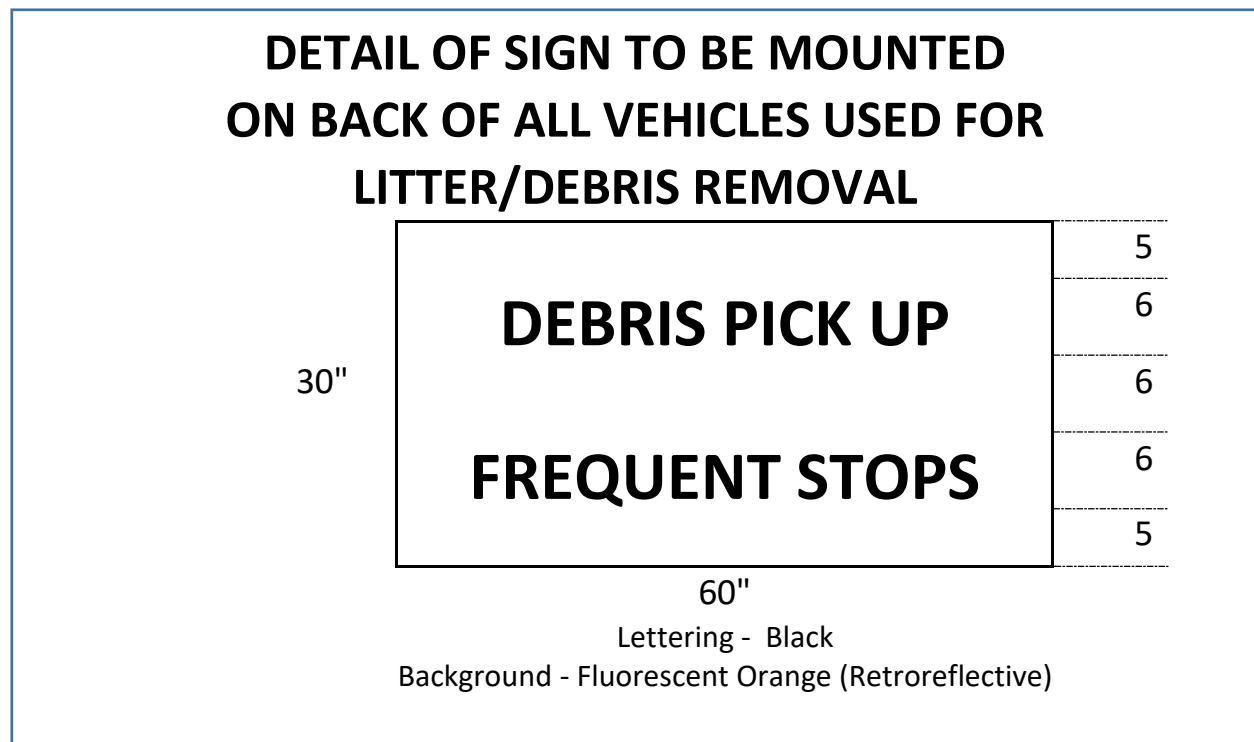 DETAIL OF SIGN TO BE MOUNTED
ON BACK OF ALL VEHICLES USED FOR
LITTER/DEBRIS REMOVAL
5
DEBRIS PICK UP
6
30"
6
FREQUENT STOPS
6
5
60"
Lettering - Black
Background - Fluorescent Orange (Retroreflective)